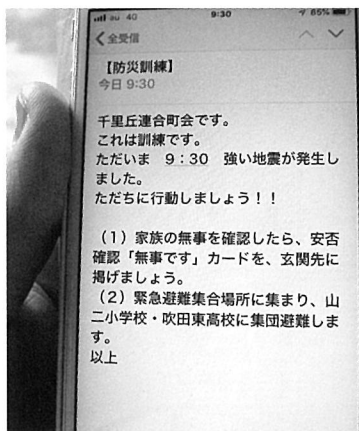 au 4G 9:30 65%
全受信
【防災訓練】
今日 9:30
千里丘連合町会です。
これは訓練です。
ただいま 9:30 強い地震が発生し
ました。
ただちに行動しましょう！！
(1) 家族の無事を確認したら、安否
確認「無事です」カードを、玄関先に
掲げましょう。
(2) 緊急避難集合場所に集まり、山
二小学校・吹田東高校に集団避難しま
す。
以上